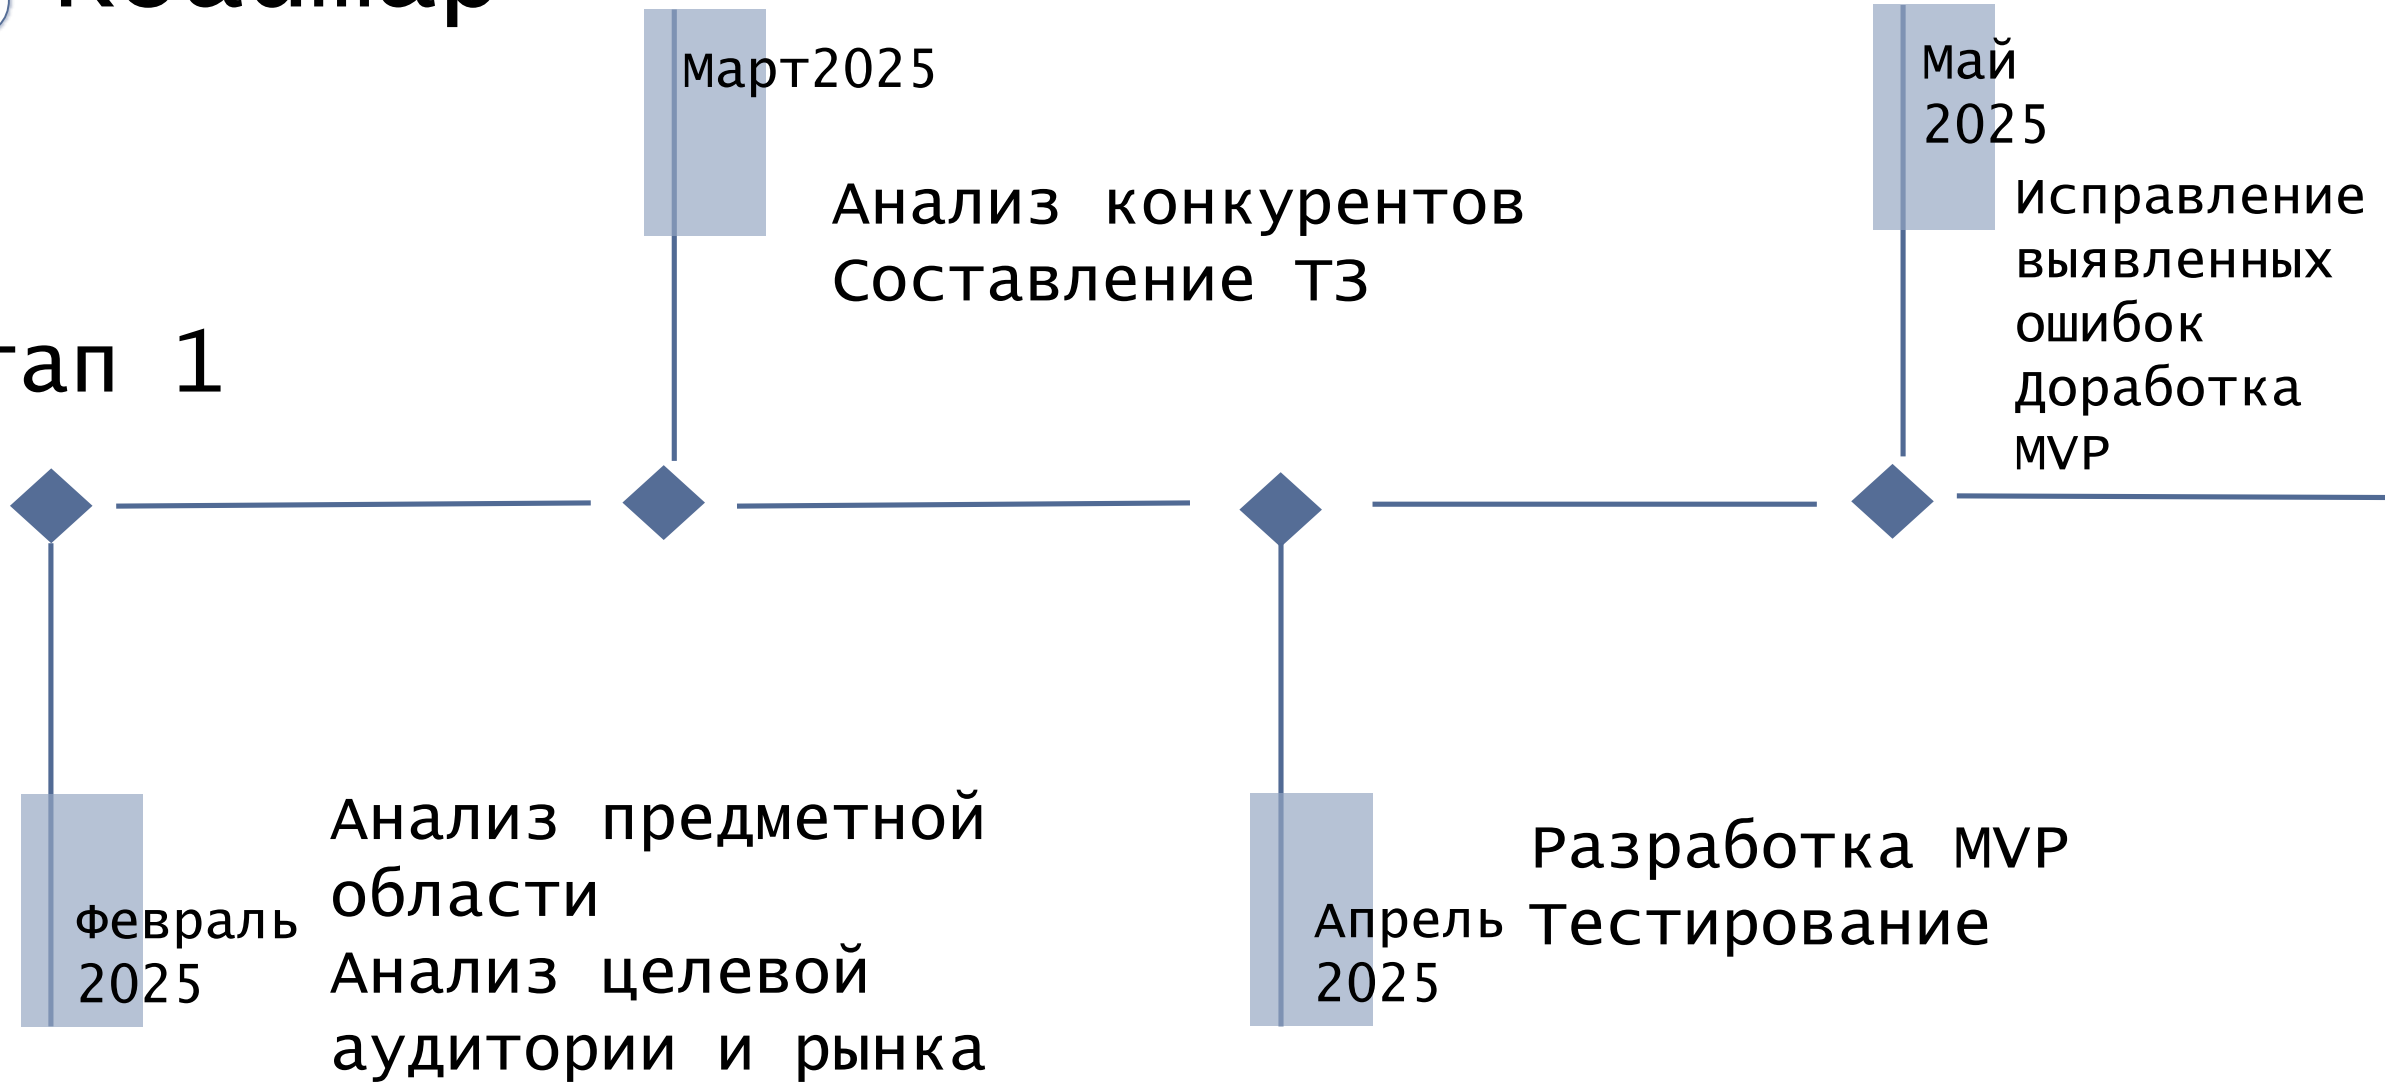 Roadmap
Март2025
Анализ конкурентов
Составление ТЗ
Май
2025
Исправление
выявленных
ошибок
Доработка
MVP
тап 1
Февраль
2025
Анализ предметной
области
Анализ целевой
аудитории и рынка
Апрель
2025
Разработка MVP
Тестирование